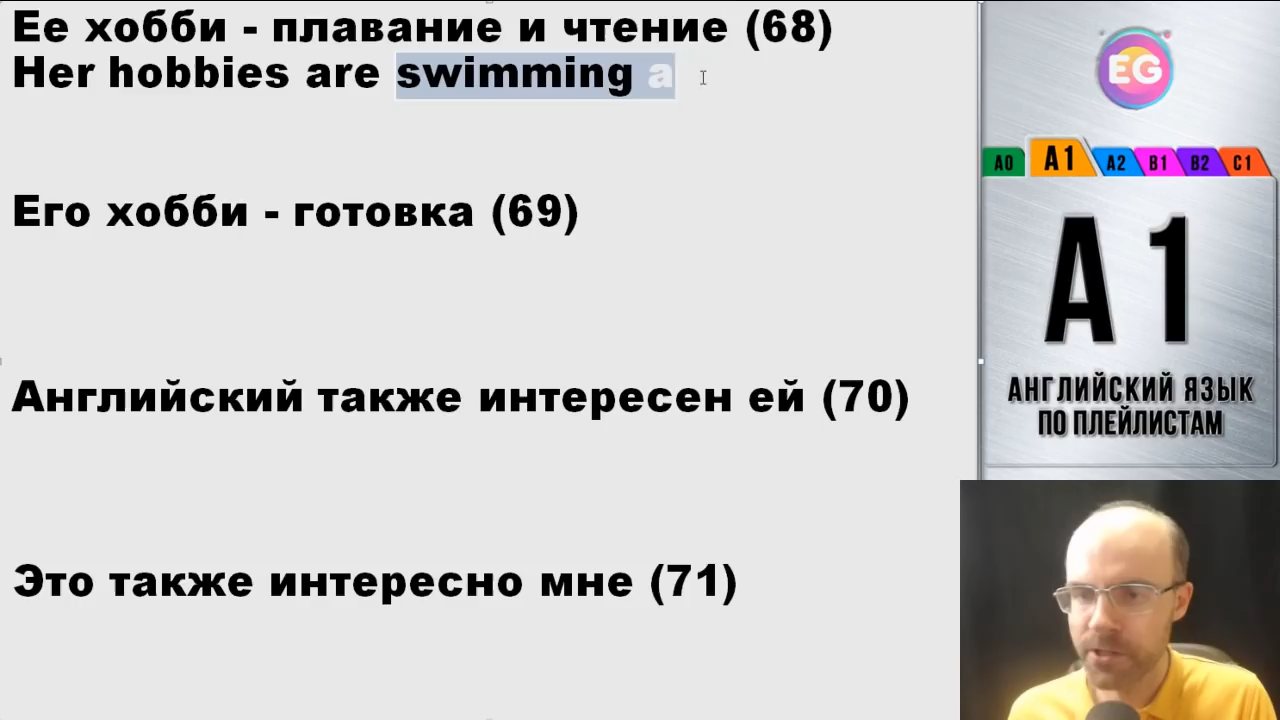 Ее хобби - плавание и чтение (68)
Her hobbies are swimming a
Его хобби - готовка (69)
Английский также интересен ей (70)
Это также интересно мне (71)
EG
A0 A1 A2 B1 B2 C1
A1
АНГЛИЙСКИЙ ЯЗЫК
ПО ПЛЕЙЛИСТАМ